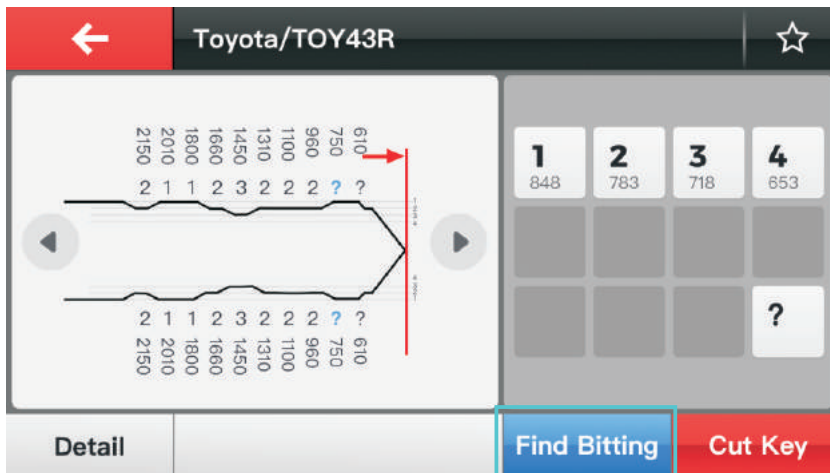 Toyota/TOY43R
2150 2010 1800 1660 1450 1310 1100 960 750 610
2 1 1 2 3 2 2 2 ? ?
2 1 1 2 3 2 2 2 ? ?
2150 2010 1800 1660 1450 1310 1100 960 750 610
1 2 3 4
848 783 718 653
?
Detail
Find Bitting
Cut Key